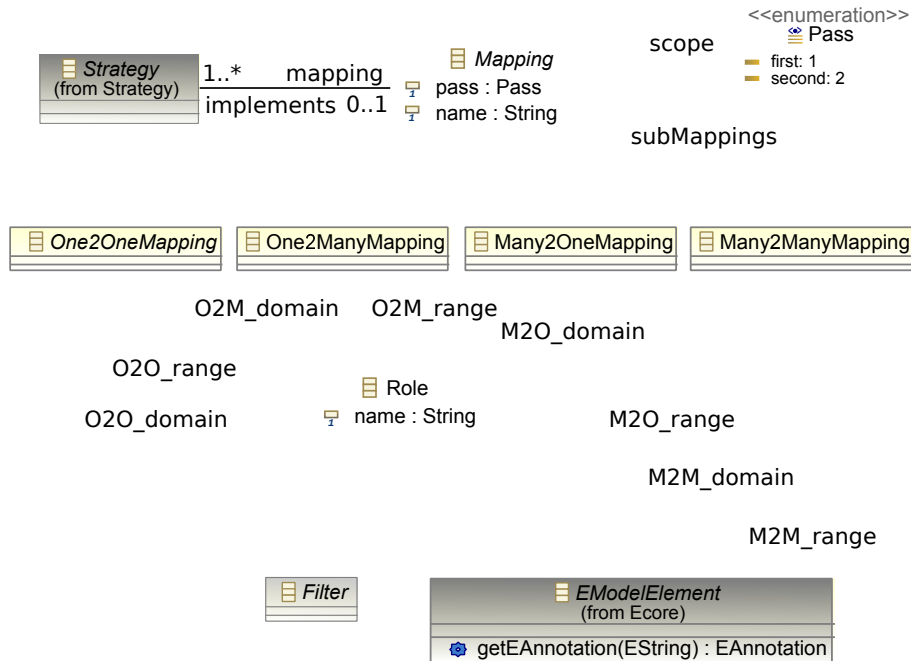 <<enumeration>>
Pass
first: 1
second: 2
scope
Strategy
(from Strategy)
1..* mapping
implements 0..1
Mapping
pass : Pass
name : String
subMappings
One2OneMapping
One2ManyMapping
Many2OneMapping
Many2ManyMapping
O2M_domain
O2M_range
M2O_domain
O2O_range
O2O_domain
Role
name : String
M2O_range
M2M_domain
M2M_range
Filter
EModelElement
(from Ecore)
getEAnnotation(EString) : EAnnotation